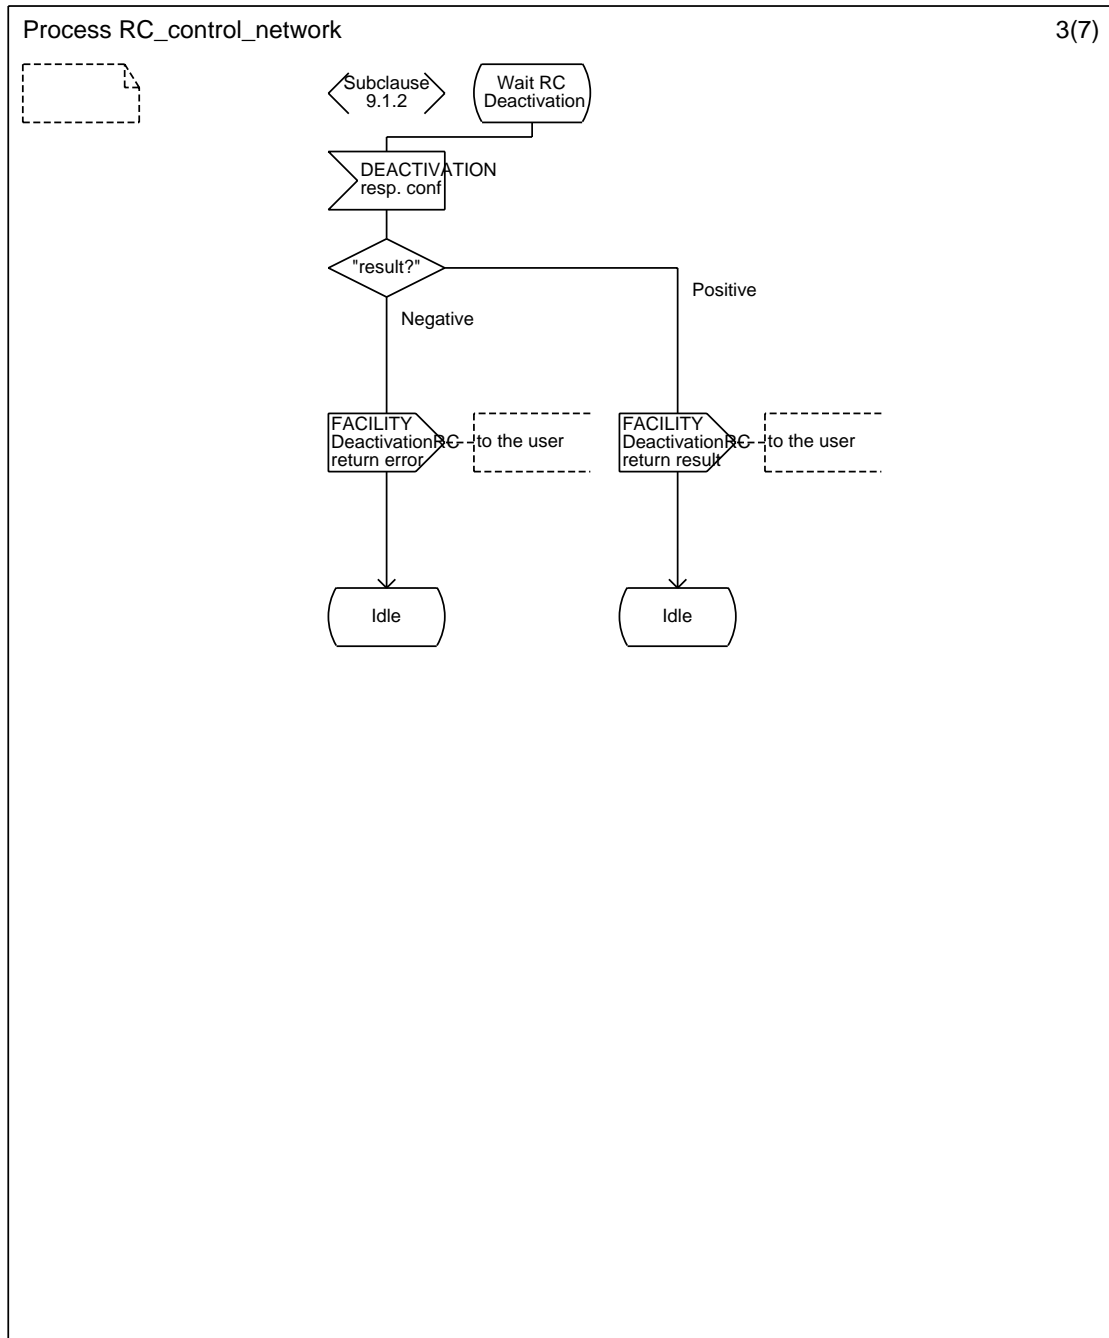 Process RC_control_network
3(7)
Subclause
9.1.2
Wait RC
Deactivation
DEACTIVATION
resp. conf
"result?"
Positive
Negative
FACILITY
DeactivationRC
return error
to the user
FACILITY
DeactivationRC
return result
to the user
Idle
Idle